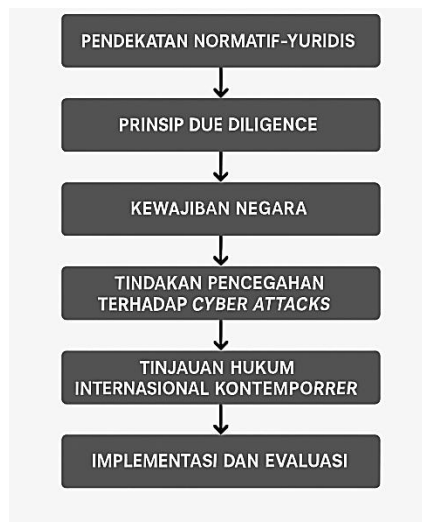 PENDEKATAN NORMATIF-YURIDIS
PRINSIP DUE DILIGENCE
KEWAJIBAN NEGARA
TINDAKAN PENCEGAHAN
TERHADAP CYBER ATTACKS
TINJAUAN HUKUM
INTERNASIONAL KONTEMPORRER
IMPLEMENTASI DAN EVALUASI